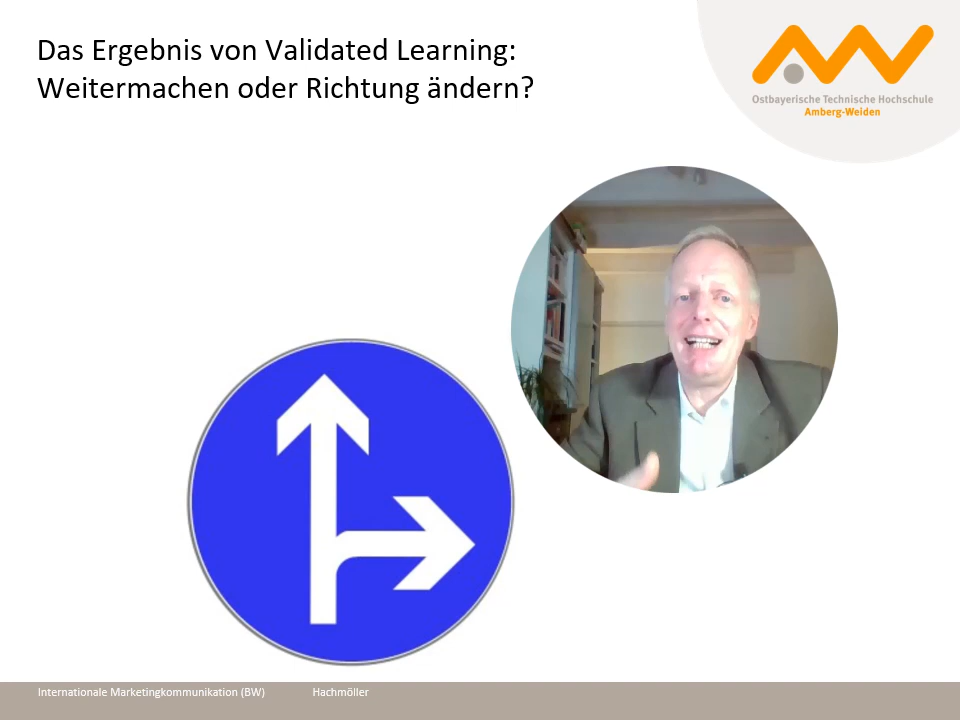 Das Ergebnis von Validated Learning:
Weitermachen oder Richtung ändern?
Ostbayerische Technische Hochschule
Amberg-Weiden
Internationale Marketingkommunikation (BW) Hachmöller